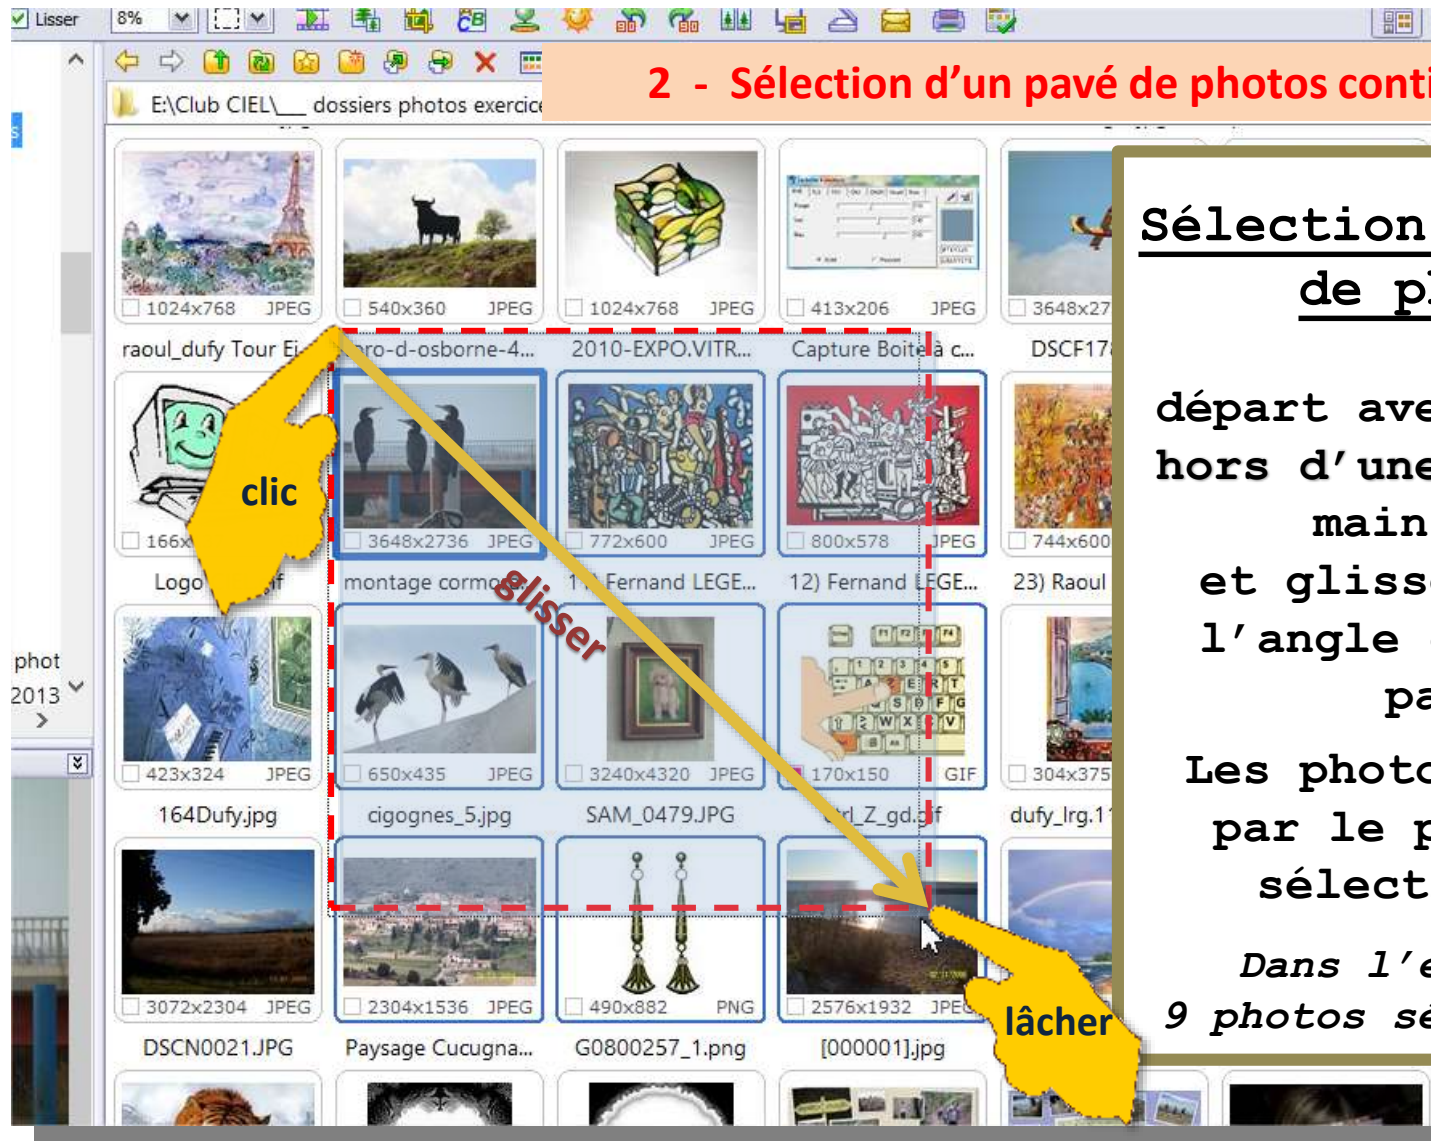 Lisser
8%
2 - Sélection d’un pavé de photos conti
E:\Club CIEL\___ dossiers photos exercice
s
1024x768 JPEG
540x360 JPEG
1024x768 JPEG
413x206 JPEG
3648x27
raoul_dufy Tour Ei
oro-d-osborne-4...
2010-EXPO.VITR...
Capture Boite à c...
DSCF17
Sélection
de p
départ ave
hors d’une
main
et gliss
l’angle
pa
Les phot
par le p
sélect
Dans l’e
9 photos sé
clic
glisser
lâcher
166x
3648x2736 JPEG
772x600 JPEG
800x578 JPEG
744x600
Logo
montage cormo
Fernand LEGE...
12) Fernand LEGE...
23) Raoul
phot
2013
423x324 JPEG
650x435 JPEG
3240x4320 JPEG
170x150 GIF
304x375
164Dufy.jpg
cigognes_5.jpg
SAM_0479.JPG
trl_Z_gd.gif
dufy_lrg.1
3072x2304 JPEG
2304x1536 JPEG
490x882 PNG
2576x1932 JPEG
DSCN0021.JPG
Paysage Cucugna...
G0800257_1.png
[000001].jpg